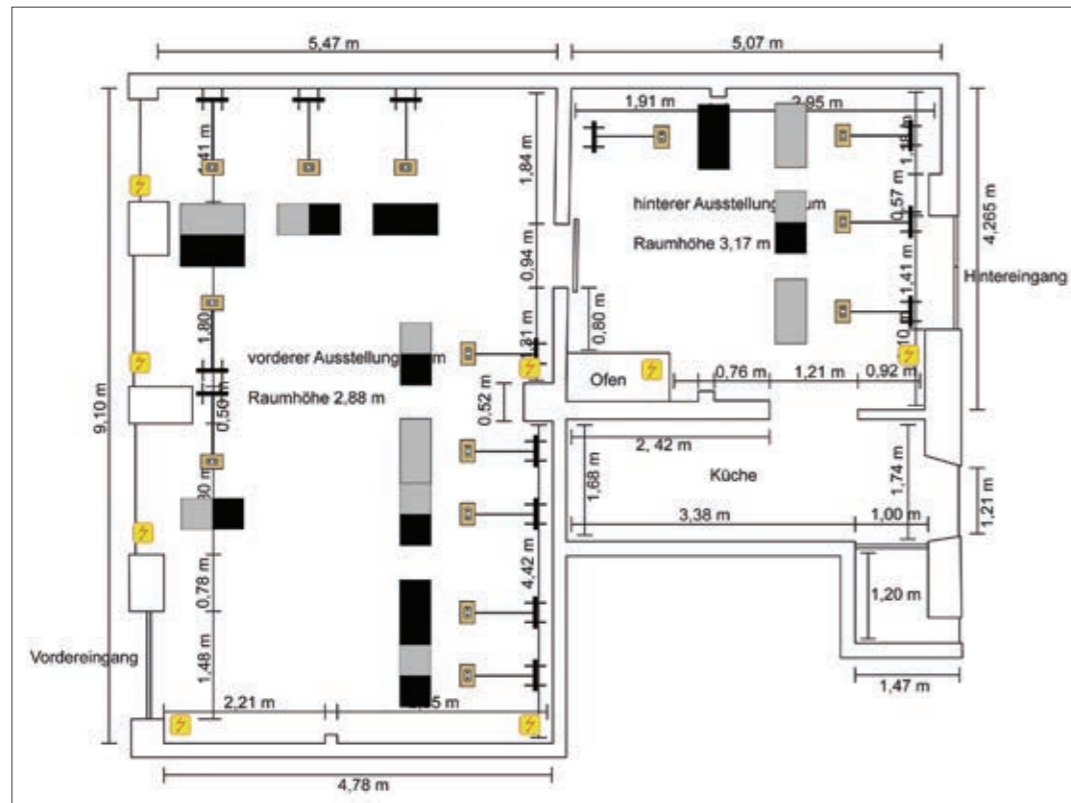 5,47 m
5,07 m
1,91 m
2,95 m
1,84 m
0,57 m
4,265 m
hinterer Ausstellung
Raumhöhe 3,17 m
0,94 m
1,41 m
Hintereingang
0,80 m
1,80
vorderer Ausstellung
Raumhöhe 2,88 m
0,50 m
0,52 m
9,10 m
Ofen
0,76 m
1,21 m
0,92 m
2, 42 m
Küche
1,68 m
1,74 m
1,21 m
3,38 m
1,00 m
4,42 m
0,78 m
1,20 m
Vordereingang
1,48 m
2,21 m
1,47 m
4,78 m